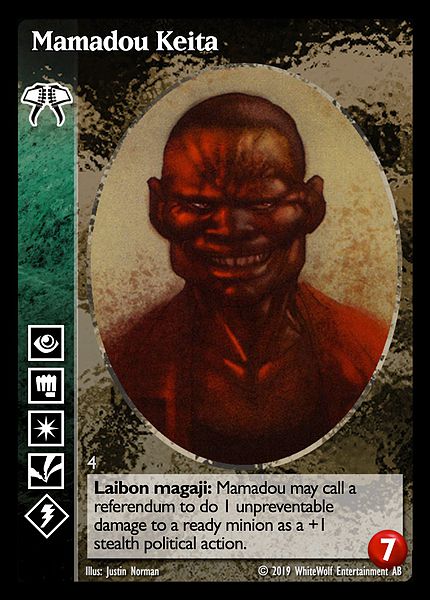 Mamadou Keita
4
Laibon magaji: Mamadou may call a
referendum to do 1 unpreventable
damage to a ready minion as a +1
stealth political action.
7
Illus: Justin Norman
© 2019 WhiteWolf Entertainment AB